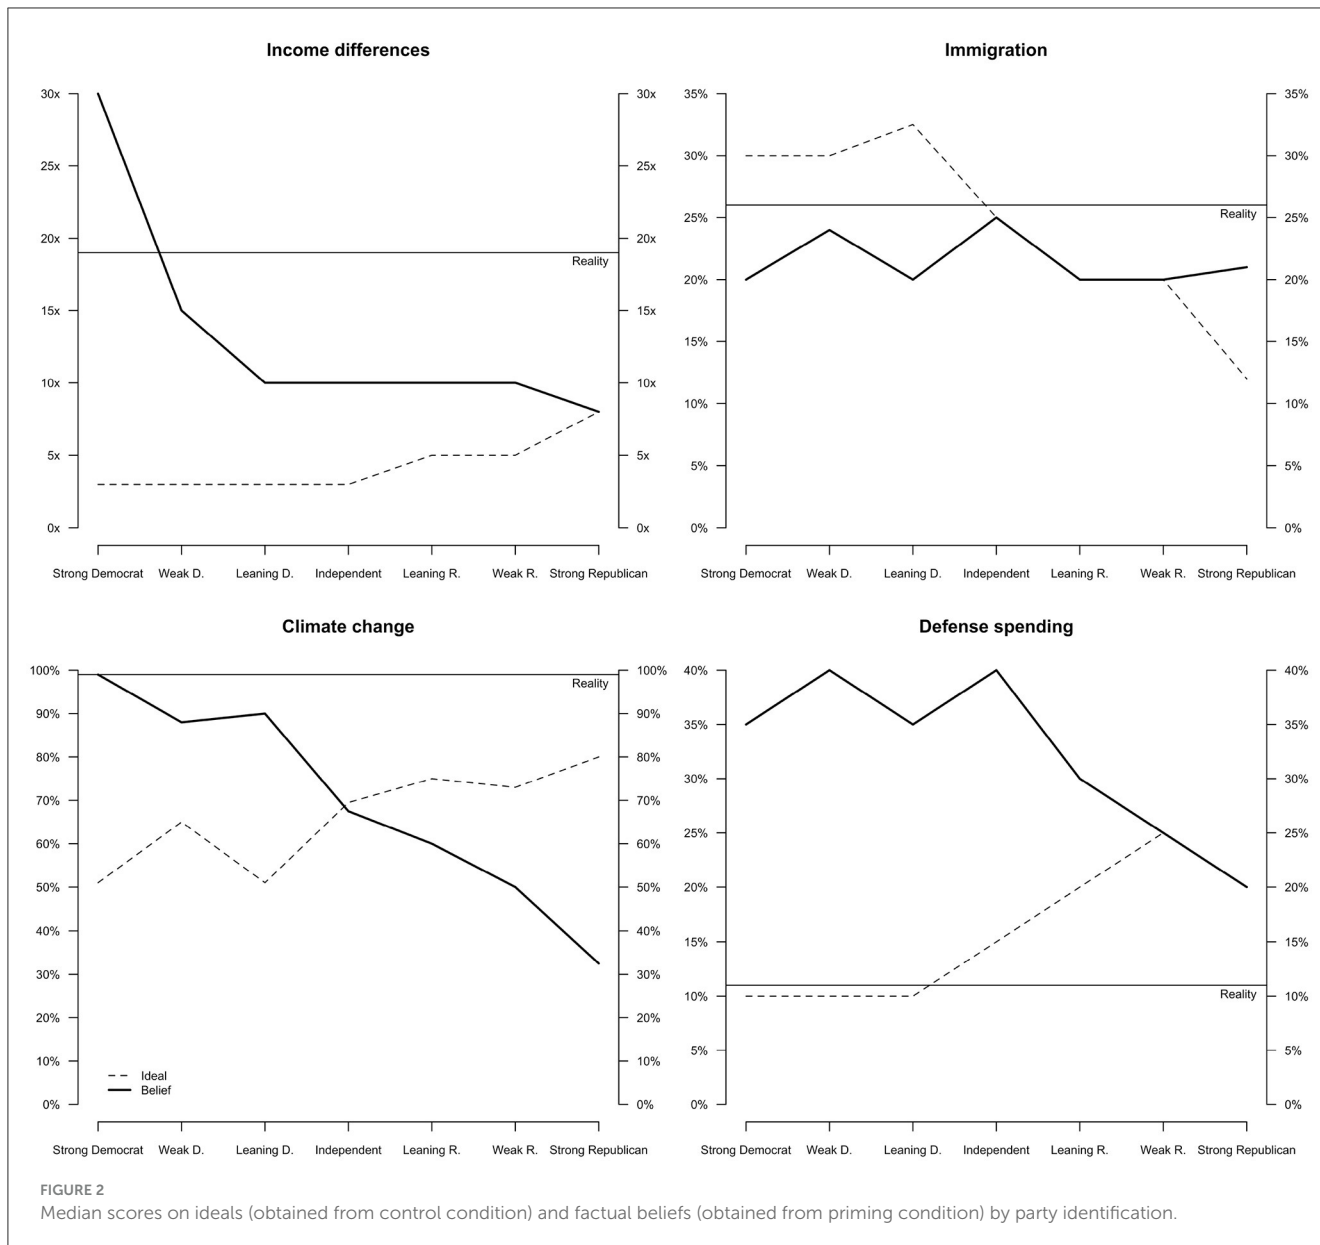 Income differences
30x 30x
25x 25x
20x 20x
Reality
15x 15x
10x 10x
5x 5x
0x 0x
Strong Democrat Weak D. Leaning D. Independent Leaning R. Weak R. Strong Republican
Immigration
35% 35%
30% 30%
25% 25%
Reality
20% 20%
15% 15%
10% 10%
5% 5%
0% 0%
Strong Democrat Weak D. Leaning D. Independent Leaning R. Weak R. Strong Republican
Climate change
100% 100%
Reality
90% 90%
80% 80%
70% 70%
60% 60%
50% 50%
40% 40%
30% 30%
20% 20%
10% 10%
Ideal
Belief
0% 0%
Strong Democrat Weak D. Leaning D. Independent Leaning R. Weak R. Strong Republican
Defense spending
40% 40%
35% 35%
30% 30%
25% 25%
20% 20%
15% 15%
10% Reality 10%
5% 5%
0% 0%
Strong Democrat Weak D. Leaning D. Independent Leaning R. Weak R. Strong Republican
FIGURE 2
Median scores on ideals (obtained from control condition) and factual beliefs (obtained from priming condition) by party identification.